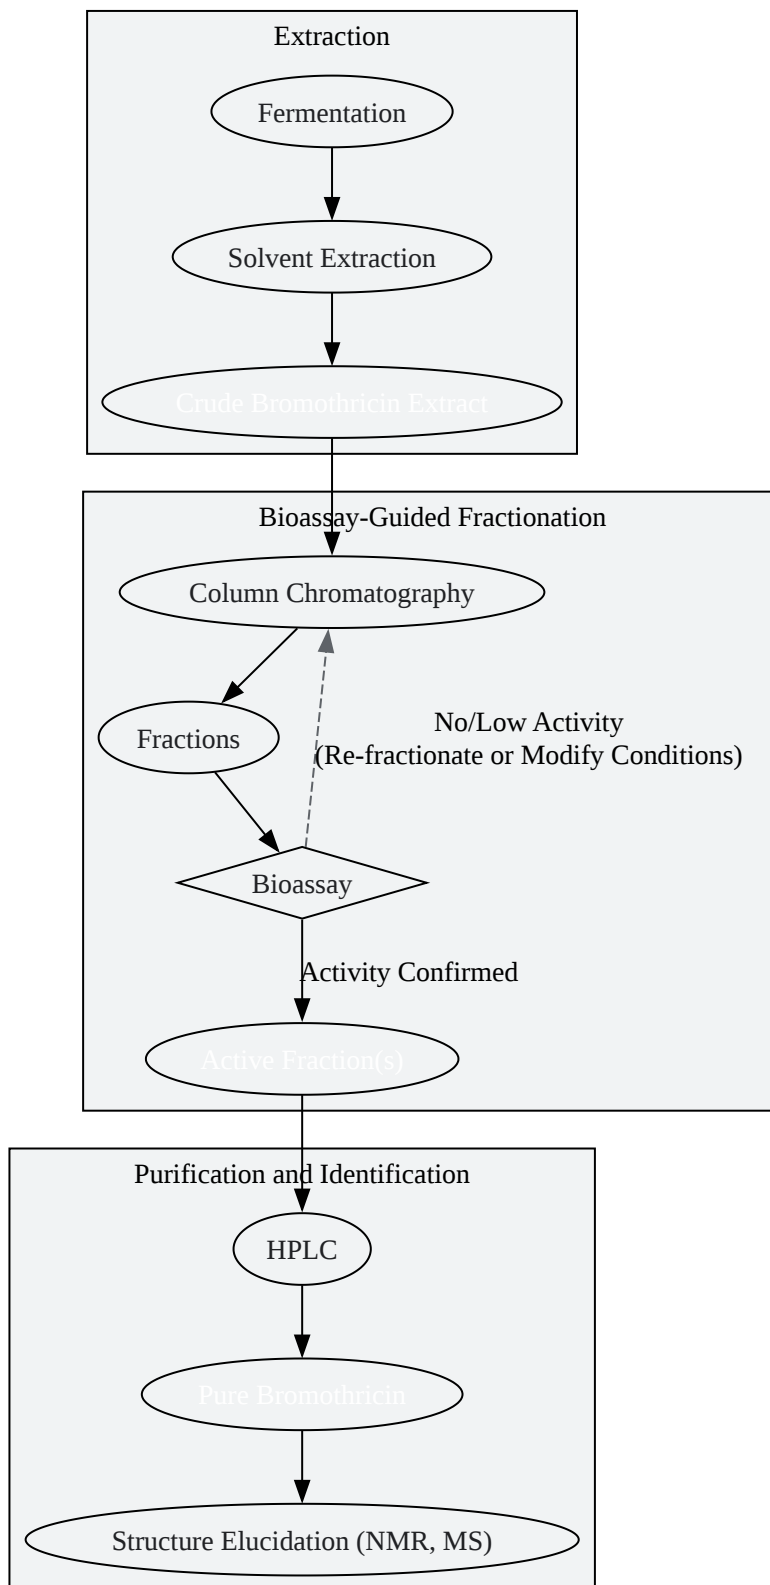 Extraction
Fermentation
Solvent Extraction
Crude Bromothricin Extract
Bioassay-Guided Fractionation
Column Chromatography
Fractions
No/Low Activity
(Re-fractionate or Modify Conditions)
Bioassay
Activity Confirmed
Active Fraction(s)
Purification and Identification
HPLC
Pure Bromothricin
Structure Elucidation (NMR, MS)